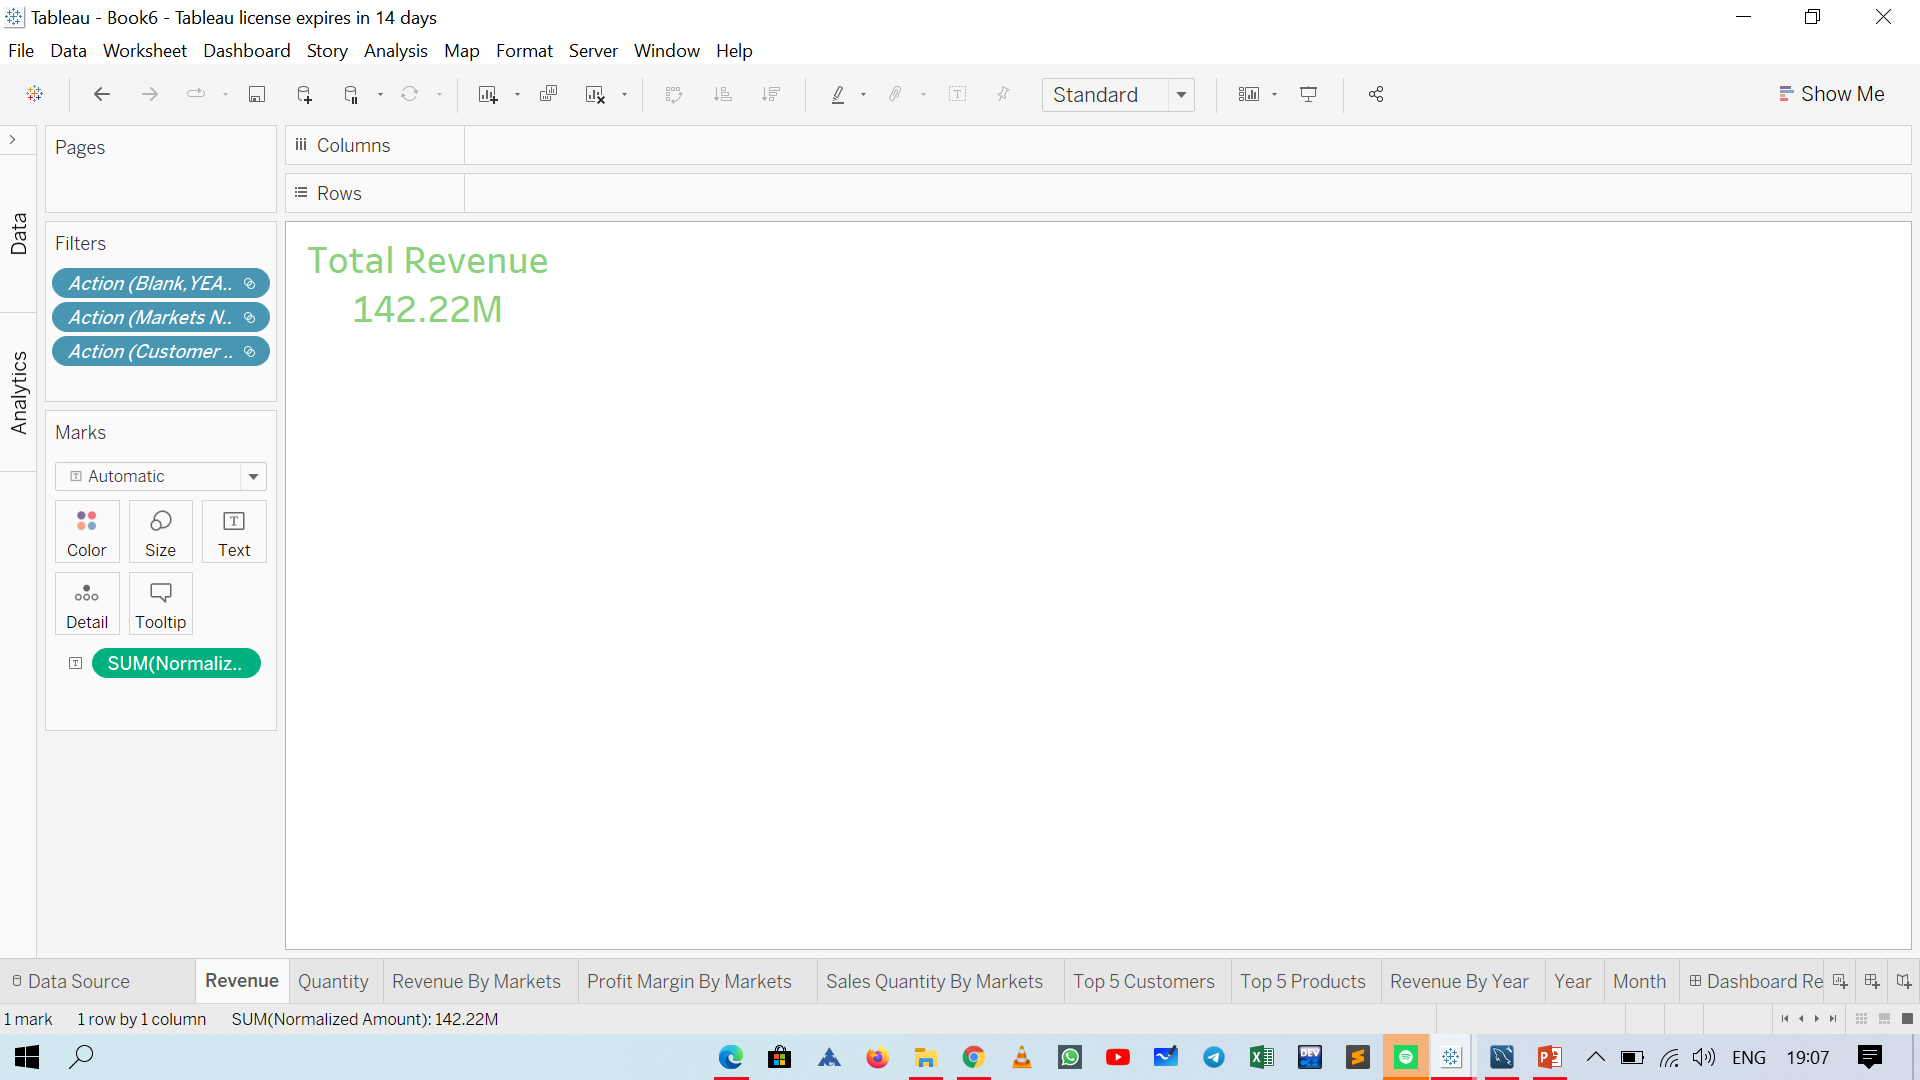 Tableau - Book6 - Tableau license expires in 14 days
File Data Worksheet Dashboard Story Analysis Map Format Server Window Help
Standard
Show Me
Pages
Columns
Rows
Data
Analytics
Filters
Action (Blank,YEA..
Action (Markets N..
Action (Customer ..
Total Revenue
142.22M
Marks
Automatic
Color Size Text
Detail Tooltip
SUM(Normaliz..
Data Source Revenue Quantity Revenue By Markets Profit Margin By Markets Sales Quantity By Markets Top 5 Customers Top 5 Products Revenue By Year Year Month Dashboard Re
1 mark 1 row by 1 column SUM(Normalized Amount): 142.22M
DEV
ENG 19:07